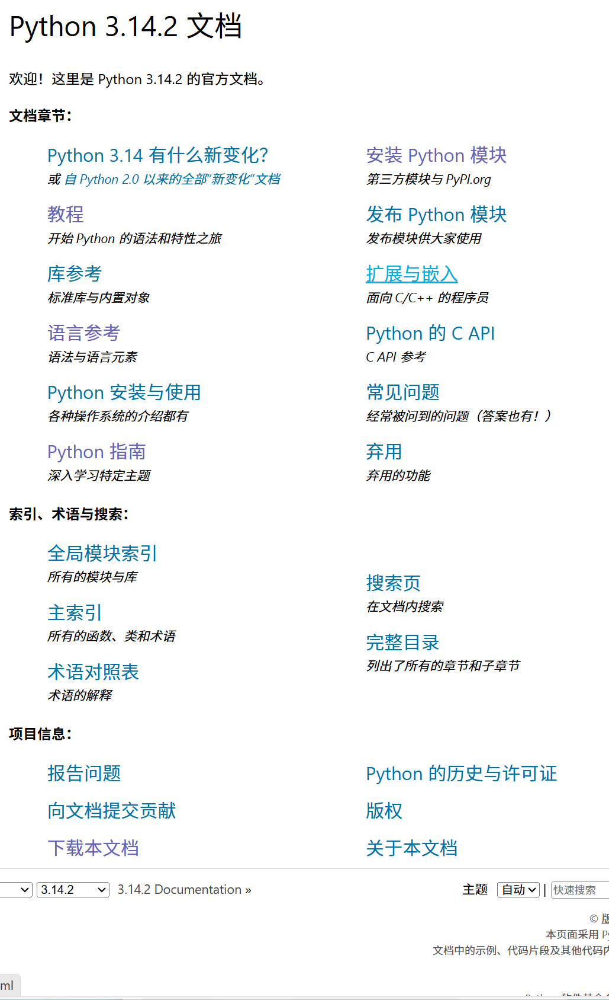 Python 3.14.2 文档
欢迎！这里是 Python 3.14.2 的官方文档。
文档章节：
Python 3.14 有什么新变化？
或 自 Python 2.0 以来的全部“新变化”文档
教程
开始 Python 的语法和特性之旅
库参考
标准库与内置对象
语言参考
语法与语言元素
Python 安装与使用
各种操作系统的介绍都有
Python 指南
深入学习特定主题
安装 Python 模块
第三方模块与 PyPI.org
发布 Python 模块
发布模块供大家使用
扩展与嵌入
面向 C/C++ 的程序员
Python 的 C API
C API 参考
常见问题
经常被问到的问题（答案也有！）
弃用
弃用的功能
索引、术语与搜索：
全局模块索引
所有的模块与库
主索引
所有的函数、类和术语
术语对照表
术语的解释
搜索页
在文档内搜索
完整目录
列出了所有的章节和子章节
项目信息：
报告问题
向文档提交贡献
下载本文档
Python 的历史与许可证
版权
关于本文档
3.14.2 3.14.2 Documentation » 主题 自动 | 快速搜索
© 版
本页面采用
文档中的示例、代码片段及其他代码
ml